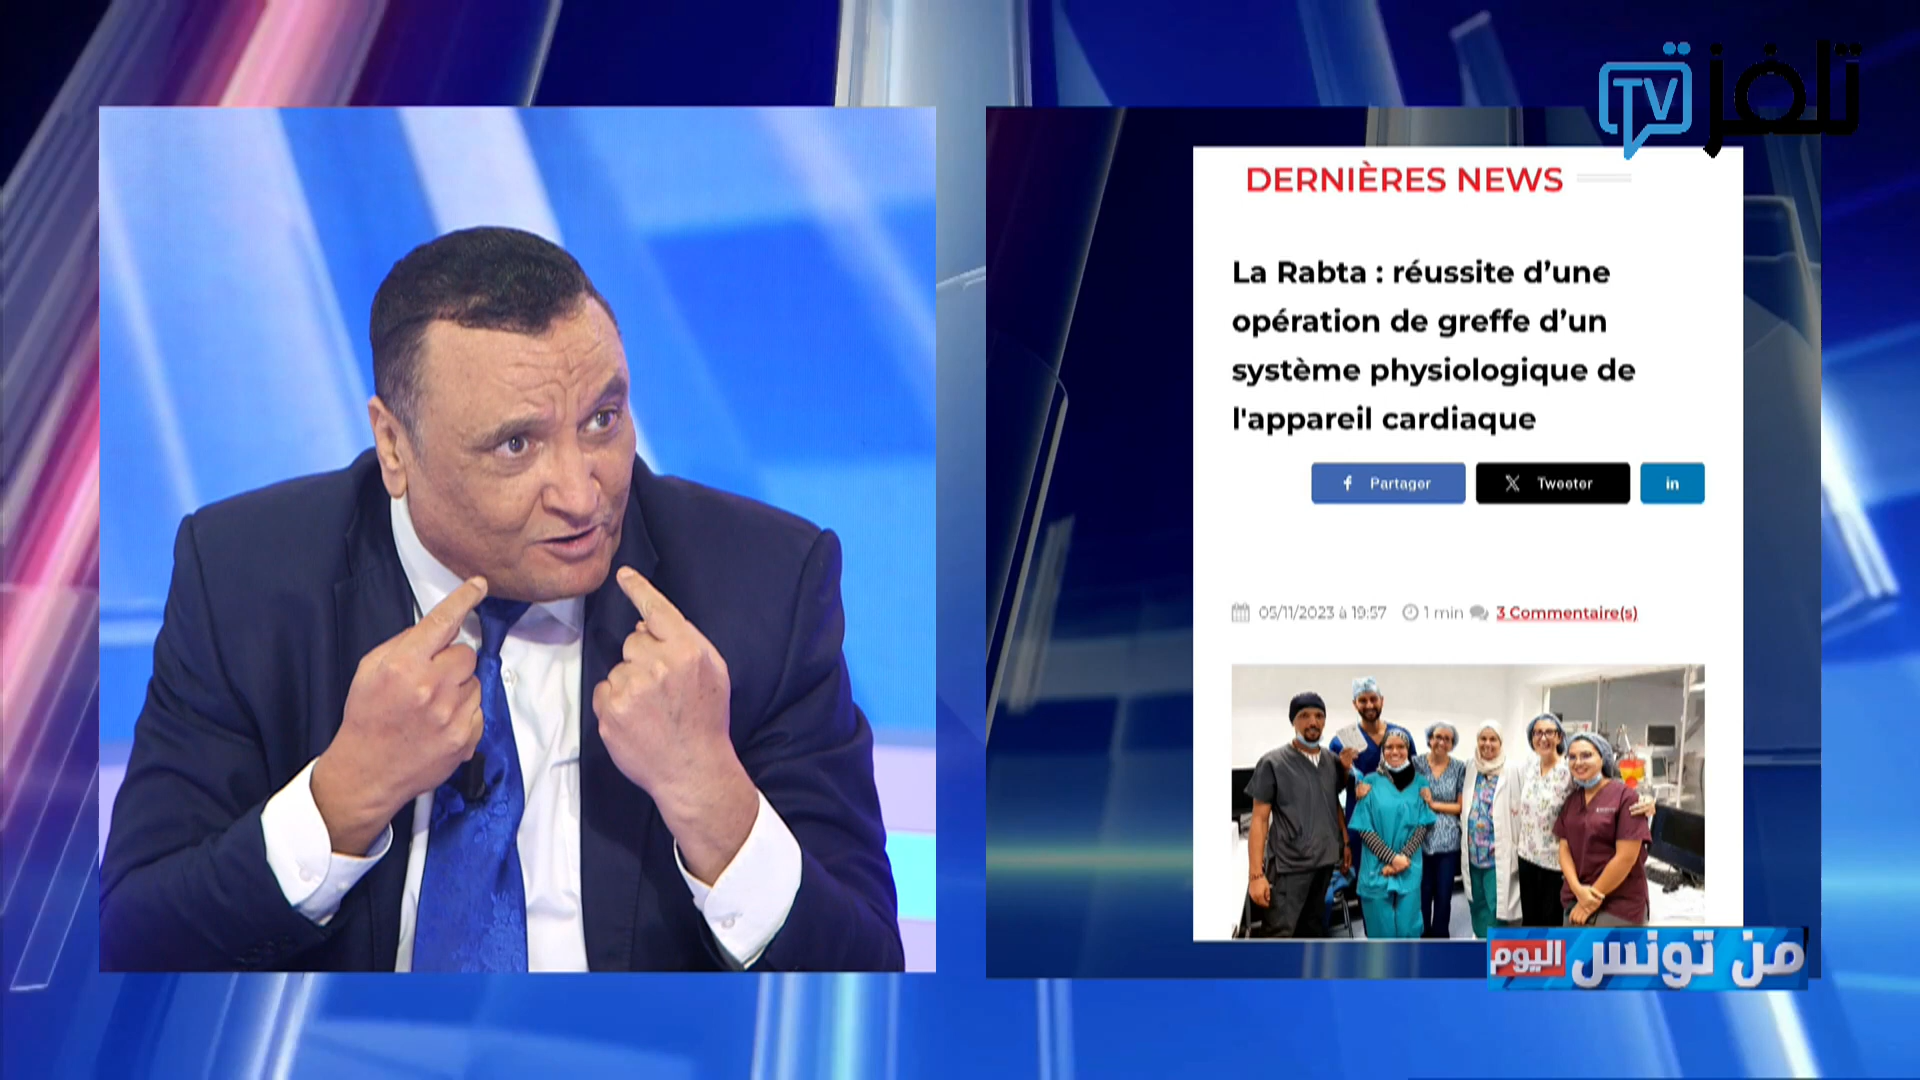 TV تلفز
DERNIÈRES NEWS
La Rabta : réussite d’une
opération de greffe d’un
système physiologique de
l'appareil cardiaque
Partager Tweeter in
05/11/2023 à 19:57 1 min 3 Commentaire(s)
من تونس اليوم